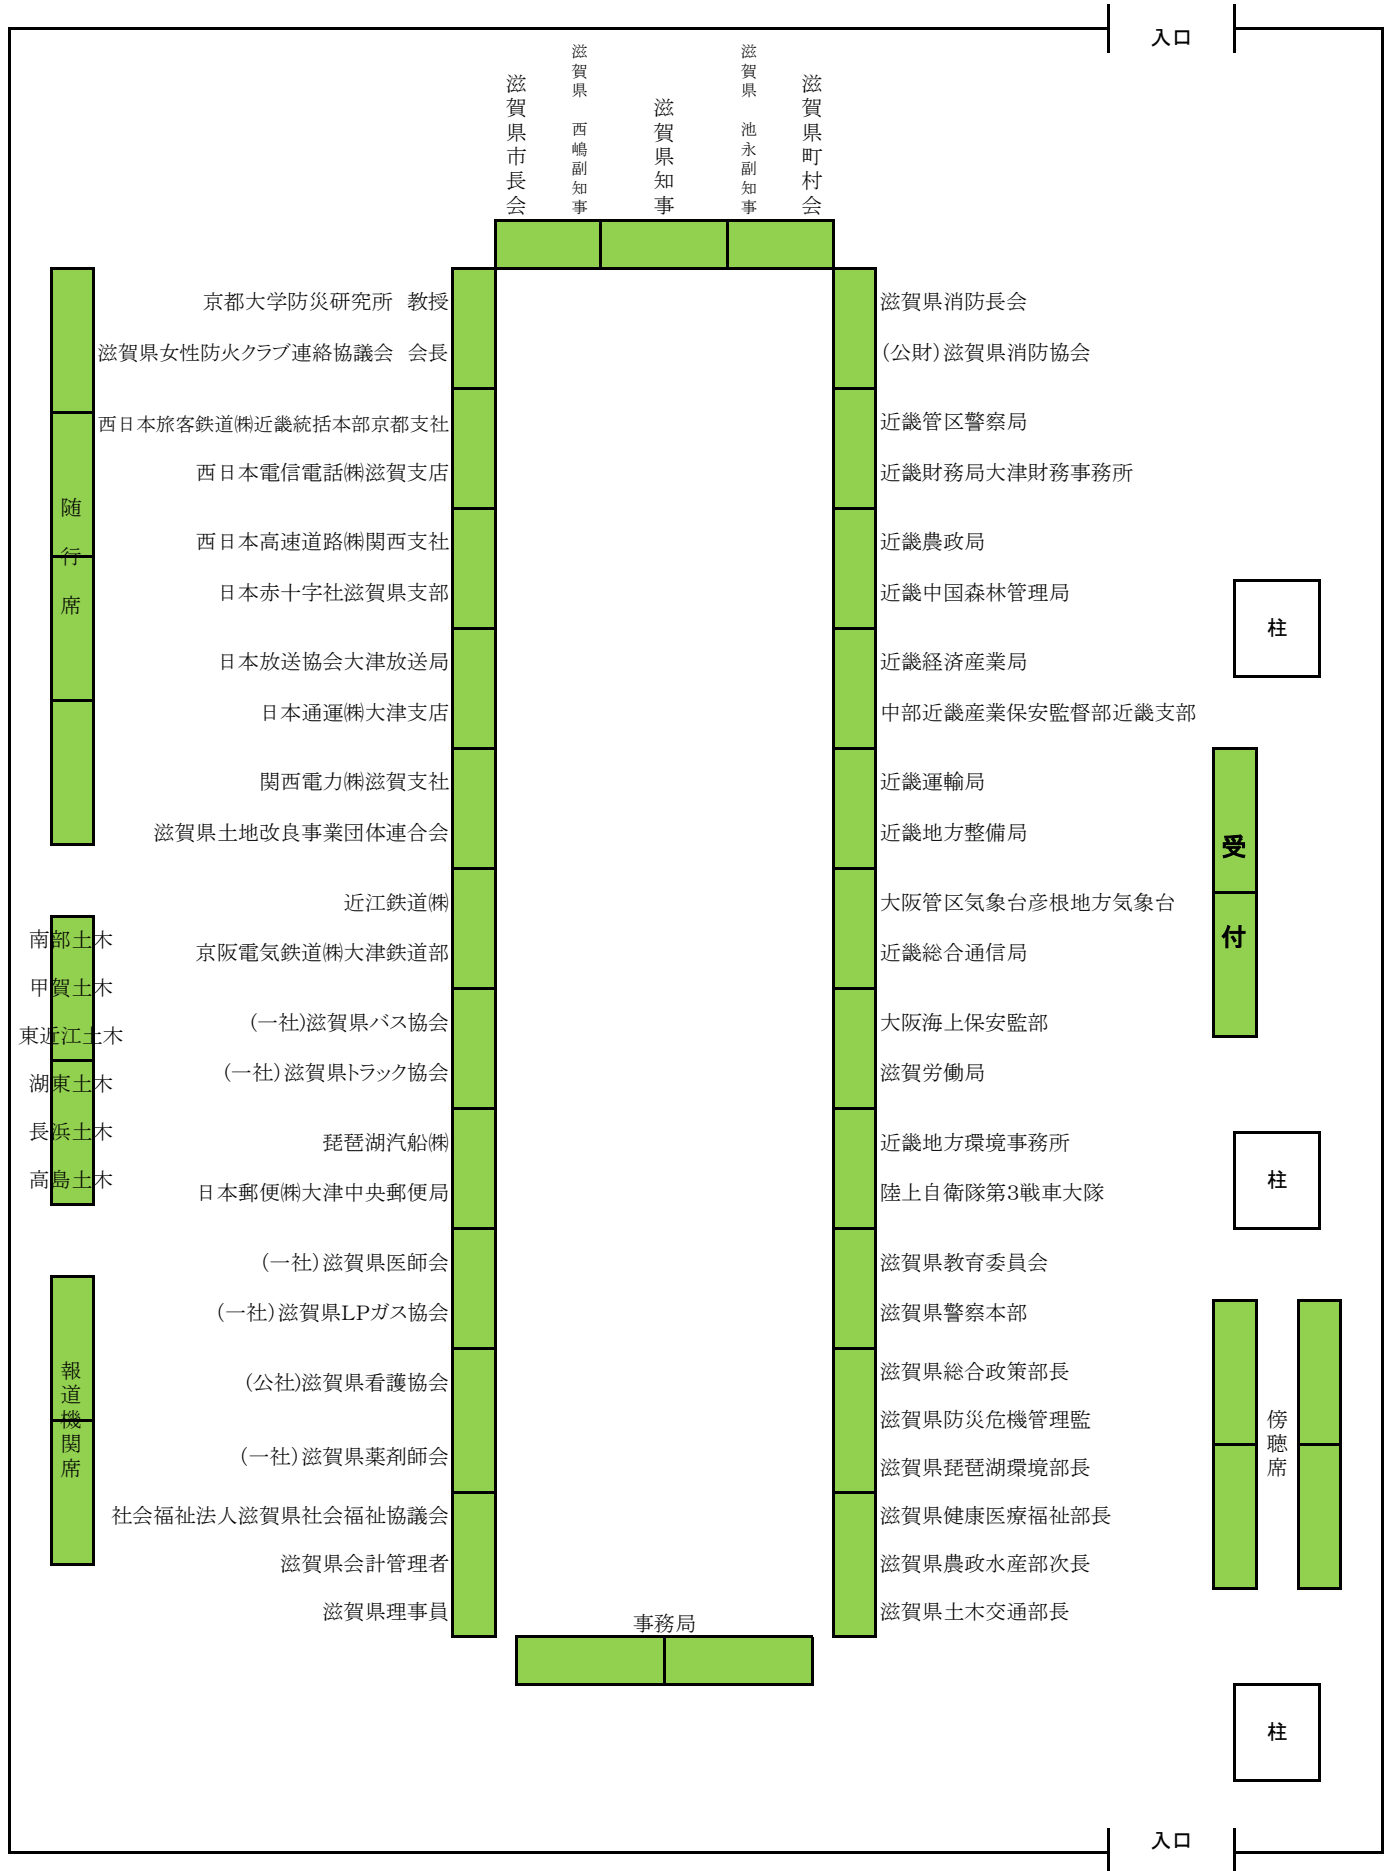 入口
滋賀県市長会
滋賀県 西嶋副知事
滋賀県知事
滋賀県 池永副知事
滋賀県町村会
京都大学防災研究所 教授
滋賀県女性防火クラブ連絡協議会 会長
西日本旅客鉄道㈱近畿統括本部京都支社
西日本電信電話㈱滋賀支店
西日本高速道路㈱関西支社
日本赤十字社滋賀県支部
日本放送協会大津放送局
日本通運㈱大津支店
関西電力㈱滋賀支社
滋賀県土地改良事業団体連合会
近江鉄道㈱
京阪電気鉄道㈱大津鉄道部
(一社)滋賀県バス協会
(一社)滋賀県トラック協会
琵琶湖汽船㈱
日本郵便㈱大津中央郵便局
(一社)滋賀県医師会
(一社)滋賀県LPガス協会
(公社)滋賀県看護協会
(一社)滋賀県薬剤師会
社会福祉法人滋賀県社会福祉協議会
滋賀県会計管理者
滋賀県理事員
滋賀県消防長会
(公財)滋賀県消防協会
近畿管区警察局
近畿財務局大津財務事務所
近畿農政局
近畿中国森林管理局
近畿経済産業局
中部近畿産業保安監督部近畿支部
近畿運輸局
近畿地方整備局
大阪管区気象台彦根地方気象台
近畿総合通信局
大阪海上保安監部
滋賀労働局
近畿地方環境事務所
陸上自衛隊第3戦車大隊
滋賀県教育委員会
滋賀県警察本部
滋賀県総合政策部長
滋賀県防災危機管理監
滋賀県琵琶湖環境部長
滋賀県健康医療福祉部長
滋賀県農政水産部次長
滋賀県土木交通部長
事務局
随行席
南部土木
甲賀土木
東近江土木
湖東土木
長浜土木
高島土木
報道機関席
柱
受付
柱
傍聴席
柱
入口